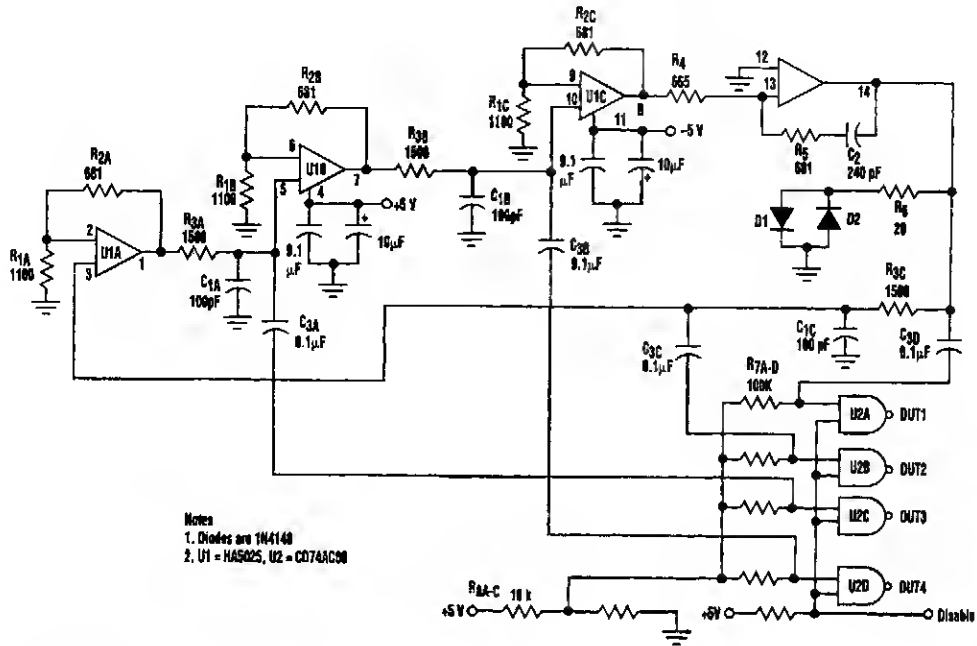 R2C
681
R2B
681
R4
665
12
13
14
9
10
U1C
8
R1C
1100
11
–5 V
R5
681
C2
240 pF
R3B
1500
6
5
U1B
7
4
R1B
1100
R2A
681
9.1
µF
10µF
+5 V
C1B
100pF
D1
D2
R6
20
R3A
1500
2
3
U1A
1
R1A
1100
9.1
µF
10µF
C3B
0.1µF
R3C
1500
C1A
100pF
C3A
0.1µF
C3C
0.1µF
C1C
100 pF
C3D
0.1µF
R7A-D
100K
U2A
OUT1
U2B
OUT2
U2C
OUT3
U2D
OUT4
Notes
1. Diodes are 1N4148
2. U1 = HA5025, U2 = CD74AC00
R8A-C
10 k
+5 V
+5V
Disable